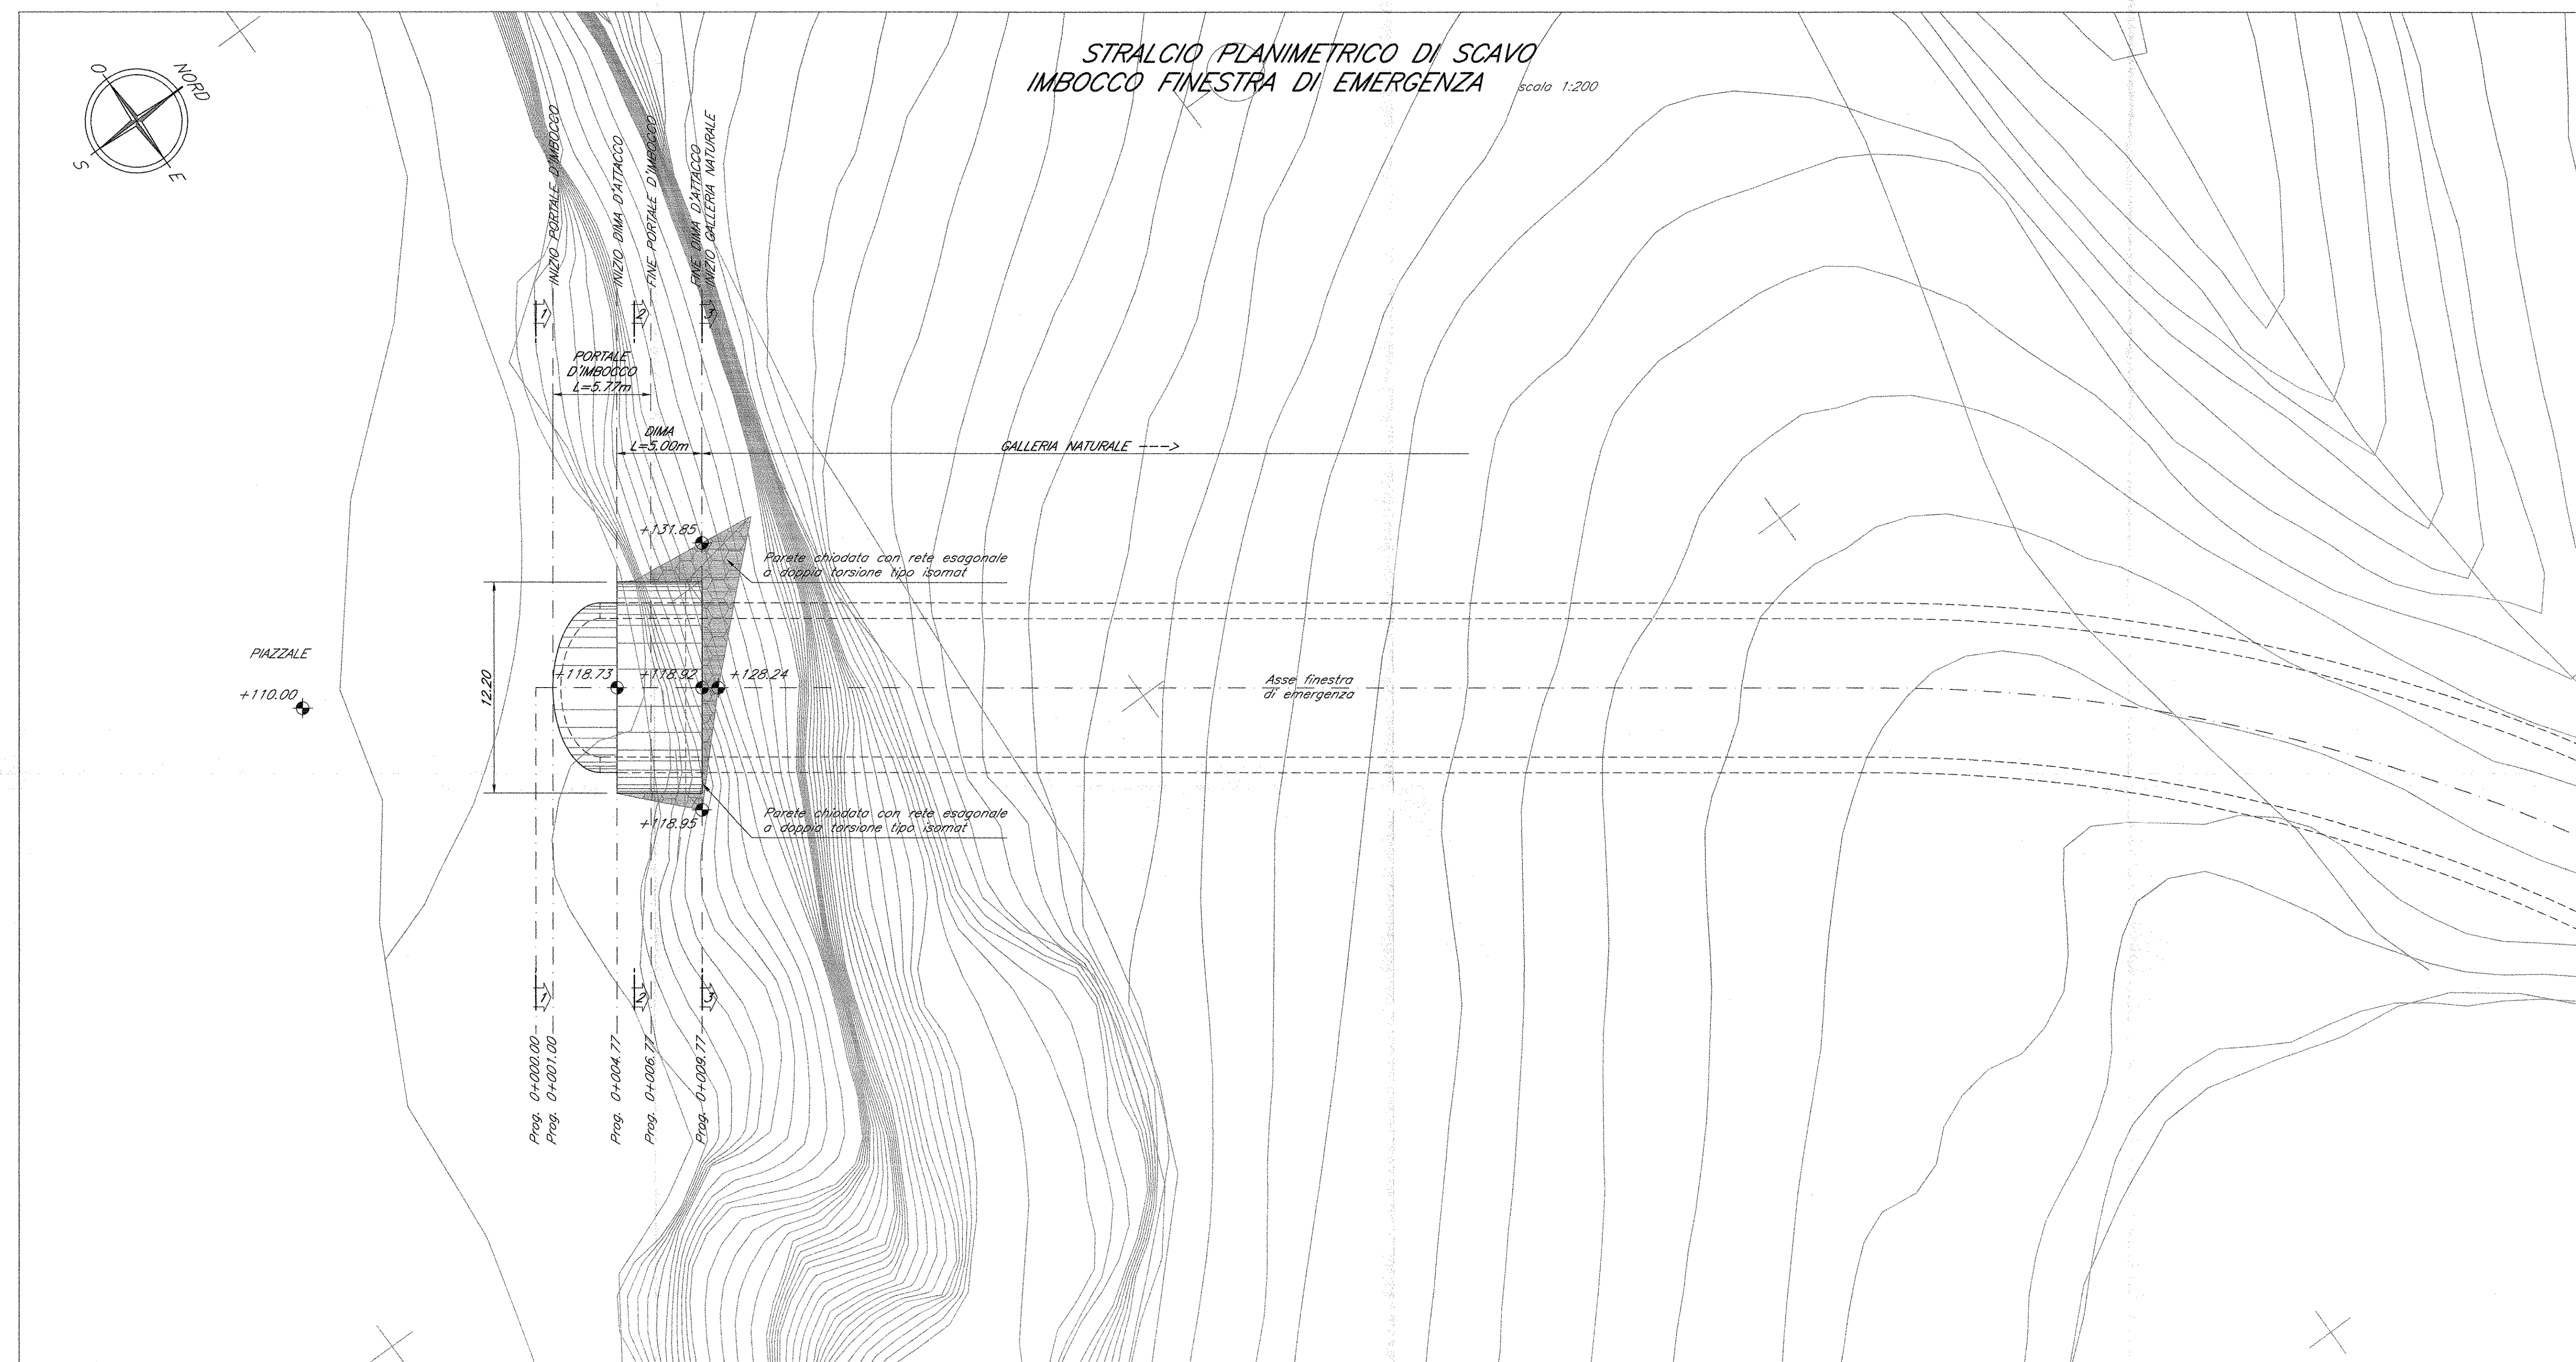 STRALCIO PLANIMETRICO DI SCAVO
IMBOCCO FINESTRA DI EMERGENZA scala 1:200
O
NORD
S
E
INIZIO PORTALE D'IMBOCCO
INIZIO DIMA D'ATTACCO
FINE PORTALE D'IMBOCCO
FINE DIMA D'ATTACCO
INIZIO GALLERIA NATURALE
1
2
3
PORTALE
D'IMBOCCO
L=5.77m
DIMA
L=5.00m
GALLERIA NATURALE --->
+131.85
Parete chiodata con rete esagonale
a doppia torsione tipo isomat
12.20
PIAZZALE
+110.00
+118.73
+118.92
+128.24
Asse finestra
di emergenza
+118.95
Parete chiodata con rete esagonale
a doppia torsione tipo isomat
1
2
3
Prog. 0+000.00
Prog. 0+001.00
Prog. 0+004.77
Prog. 0+006.77
Prog. 0+009.77